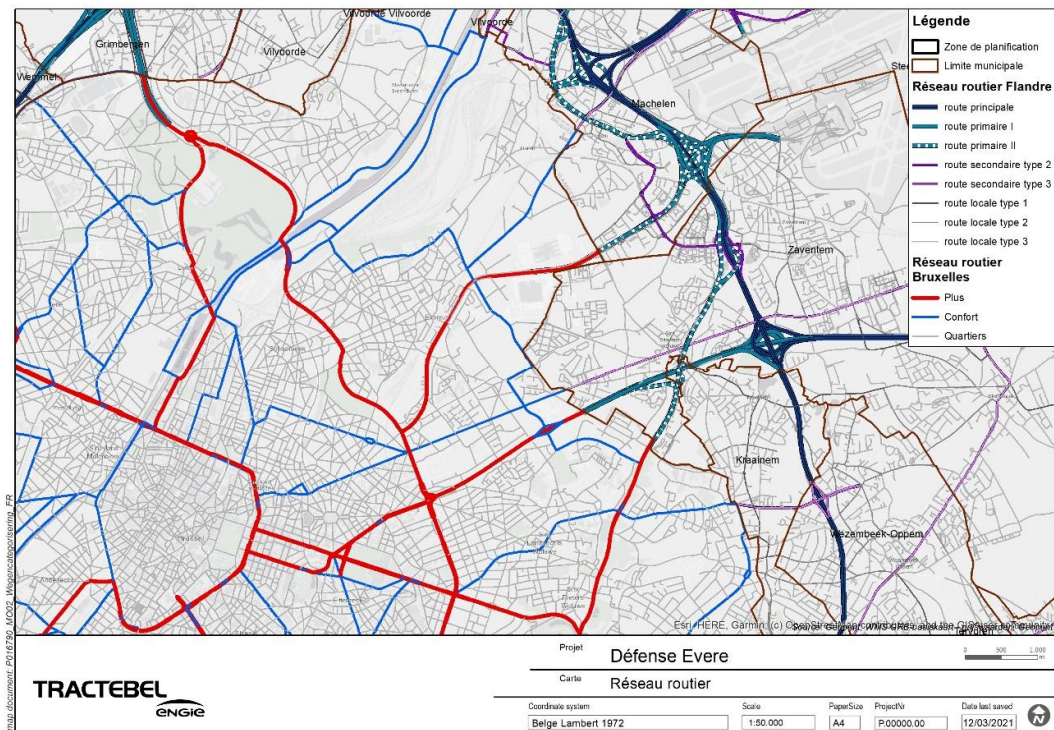 Vilvoorde Vilvoorde
Vilvoorde
Grimbergen
Vilvoorde
Wemmel
Machelen
Zaventem
Evere
Schaarbeek
Kraainem
Wezembeek-Oppem
Légende
Zone de planification
Limite municipale
Réseau routier Flandre
route principale
route primaire I
route primaire II
route secondaire type 2
route secondaire type 3
route locale type 1
route locale type 2
route locale type 3
Réseau routier
Bruxelles
Plus
Confort
Quartiers
Esri, HERE, Garmin, (c) OpenStreetMap contributors, and the GIS user community
map document: P016790_MO02_Wegencategorisering_FR
Projet
Défense Evere
0 500 1.000
m
Carte
Réseau routier
TRACTEBEL
ENGIE
Coordinate system
Scale
PaperSize
ProjectNr
Date last saved
Belge Lambert 1972
1:50.000
A4
P.00000.00
12/03/2021